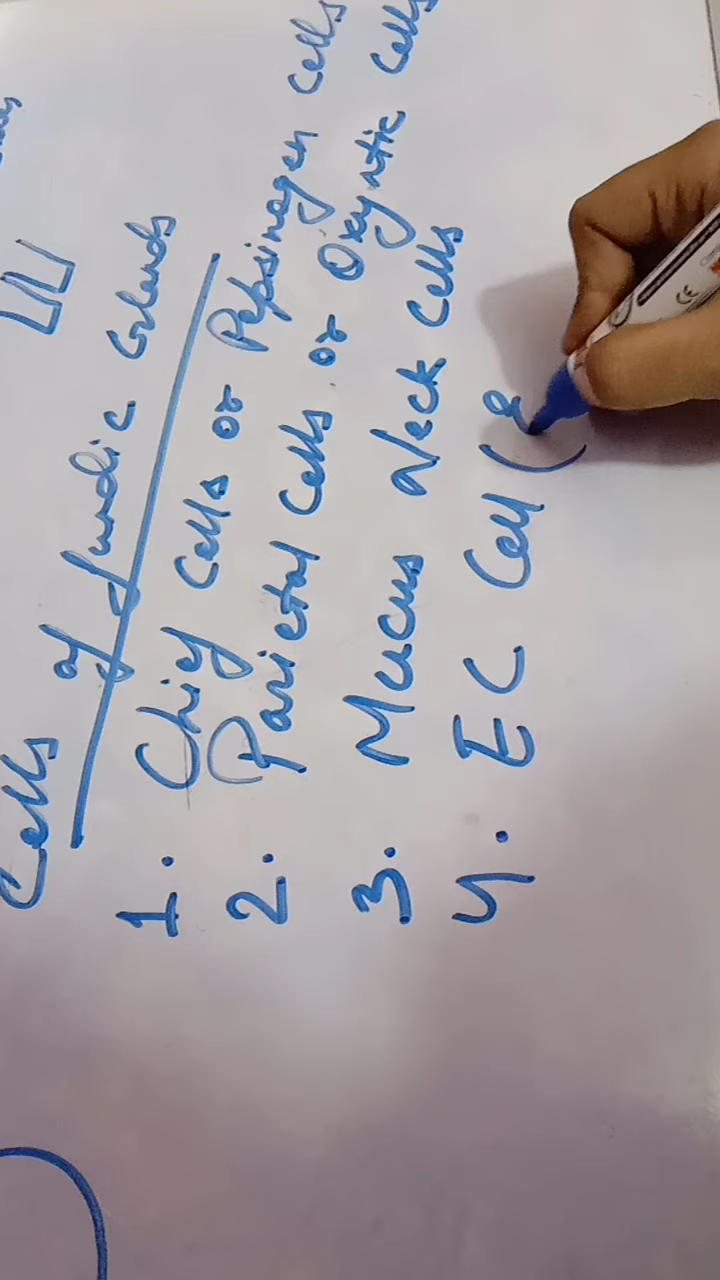 Cells of fundic Glands
1. Chief Cells or Pepsinogen Cells
2. Parietal Cells or Oxyntic Cells
3. Mucus Neck Cells
4. EC Cell (
CE